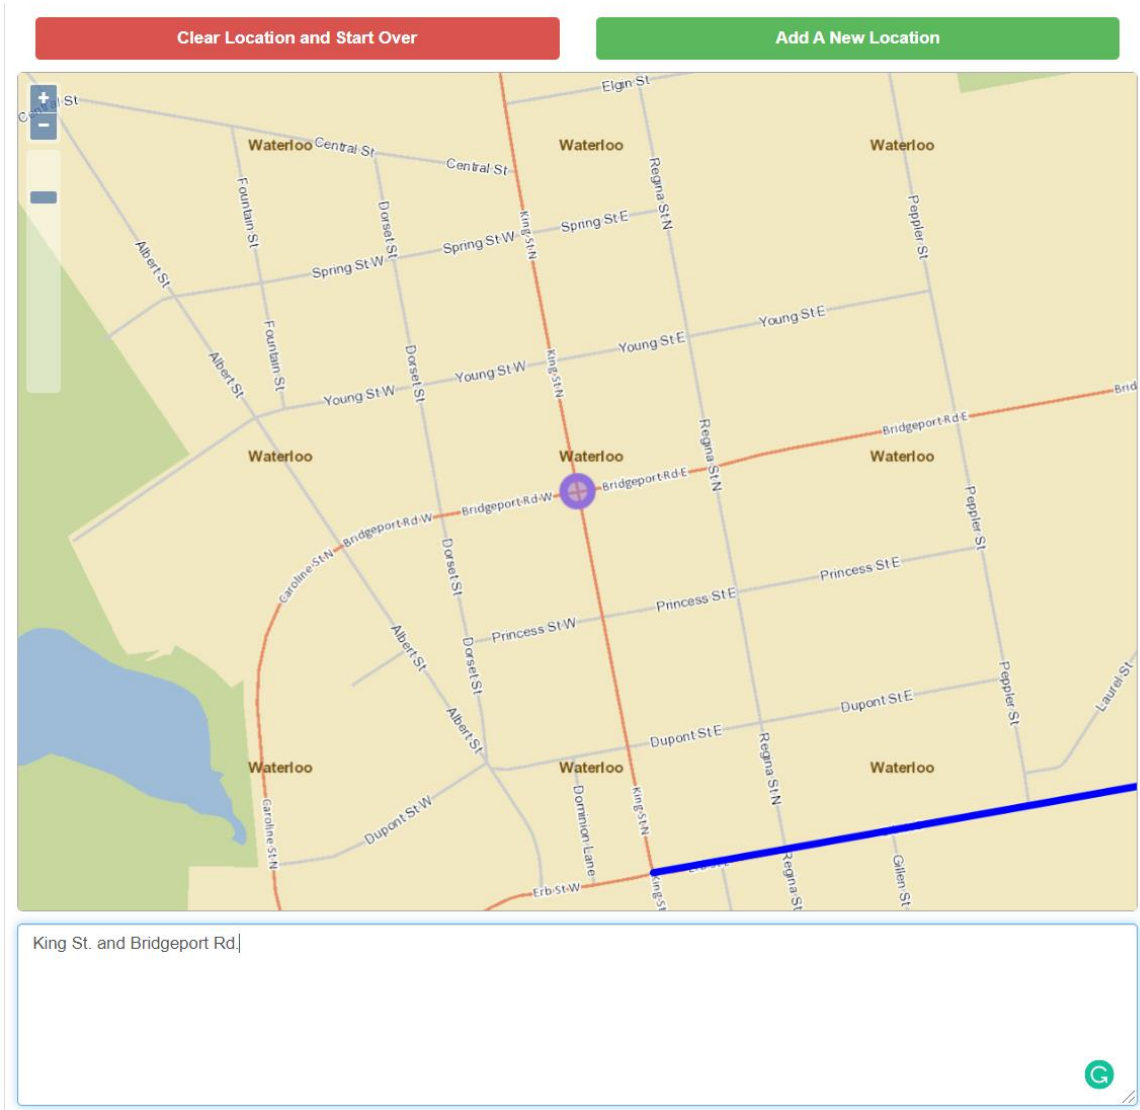 Clear Location and Start Over
Add A New Location
Elgin St
Central St
Waterloo
Central St
Waterloo
Waterloo
Central St
Regina St N
Fountain St
Dorset St
Peppler St
King St N
Spring St E
Spring St W
Albert St
Spring St W
Young St E
Fountain St
Young St E
Albert St
Dorset St
King St N
Young St W
Young St W
Brid
Bridgeport Rd E
Regina St N
Waterloo
Waterloo
Waterloo
Bridgeport Rd E
Bridgeport Rd W
Bridgeport Rd W
Peppler St
Caroline St N
Dorset St
Princess St E
Princess St E
Princess St W
Albert St
Dorset St
Peppler St
Laurel St
Dupont St E
Albert St
Dupont St E
Regina St N
Waterloo
Waterloo
Waterloo
King St N
Dominion Lane
Dupont St W
Caroline St N
Regina St
Gillen St
Erb St W
King St
King St. and Bridgeport Rd.